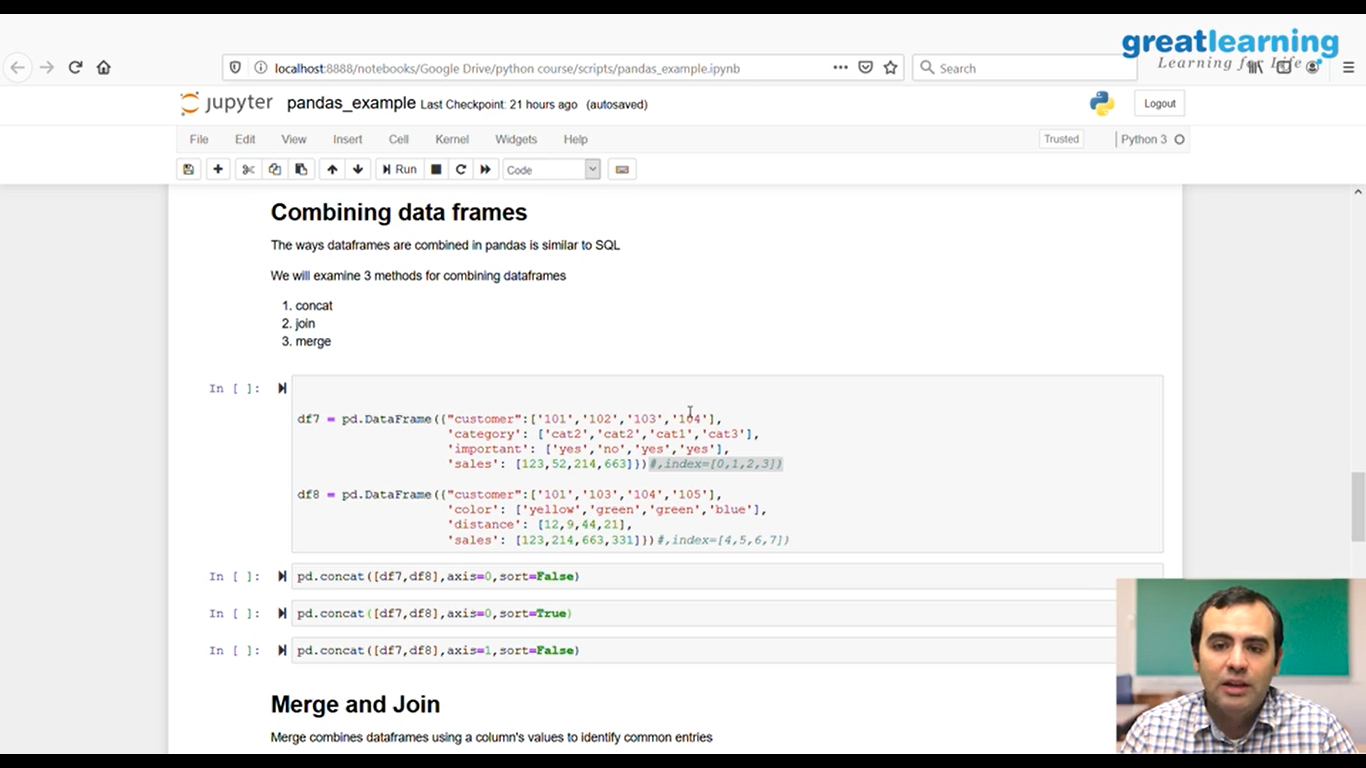 greatlearning
Learning for Life
localhost:8888/notebooks/Google Drive/python course/scripts/pandas_example.ipynb
Search
jupyter pandas_example Last Checkpoint: 21 hours ago (autosaved)
Logout
File Edit View Insert Cell Kernel Widgets Help
Trusted
Python 3
Run
Code
Combining data frames
The ways dataframes are combined in pandas is similar to SQL
We will examine 3 methods for combining dataframes
1. concat
2. join
3. merge
In [ ]:
df7 = pd.DataFrame({"customer":['101','102','103','104'],
'category': ['cat2','cat2','cat1','cat3'],
'important': ['yes','no','yes','yes'],
'sales': [123,52,214,663]})#,index=[0,1,2,3])
df8 = pd.DataFrame({"customer":['101','103','104','105'],
'color': ['yellow','green','green','blue'],
'distance': [12,9,44,21],
'sales': [123,214,663,331]})#,index=[4,5,6,7])
In [ ]: pd.concat([df7,df8],axis=0,sort=False)
In [ ]: pd.concat([df7,df8],axis=0,sort=True)
In [ ]: pd.concat([df7,df8],axis=1,sort=False)
Merge and Join
Merge combines dataframes using a column's values to identify common entries